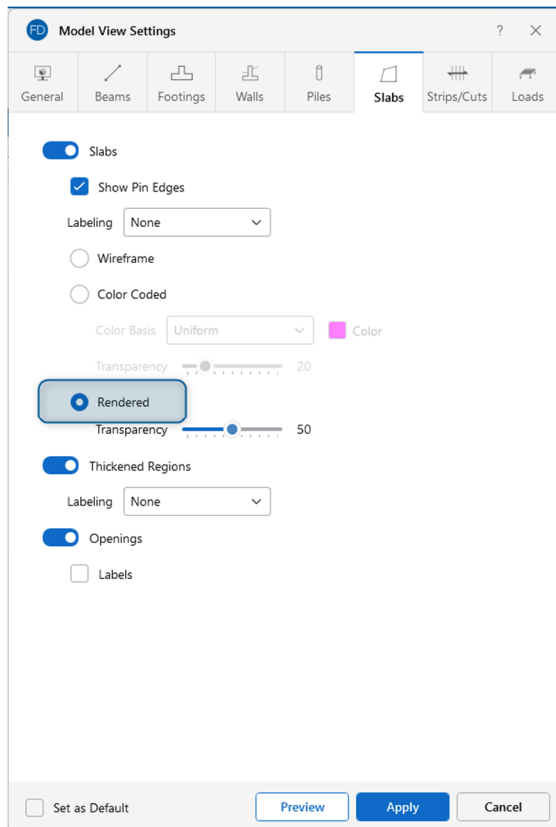 FD Model View Settings ? ×
General Beams Footings Walls Piles Slabs Strips/Cuts Loads
Slabs
Show Pin Edges
Labeling None
Wireframe
Color Coded
Color Basis Uniform Color
Transparency 20
Rendered
Transparency 50
Thickened Regions
Labeling None
Openings
Labels
Set as Default Preview Apply Cancel